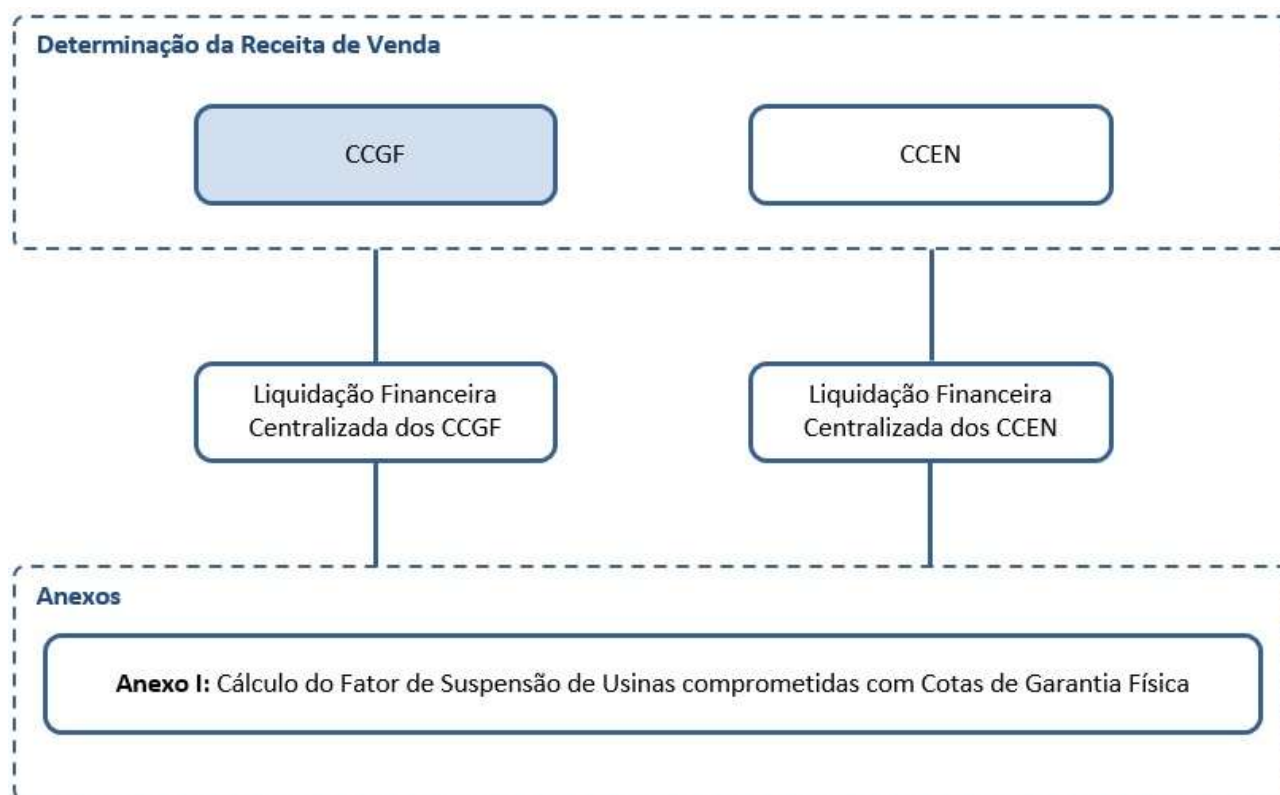 Determinação da Receita de Venda
CCGF
CCEN
Liquidação Financeira
Centralizada dos CCGF
Liquidação Financeira
Centralizada dos CCEN
Anexos
Anexo I: Cálculo do Fator de Suspensão de Usinas comprometidas com Cotas de Garantia Física